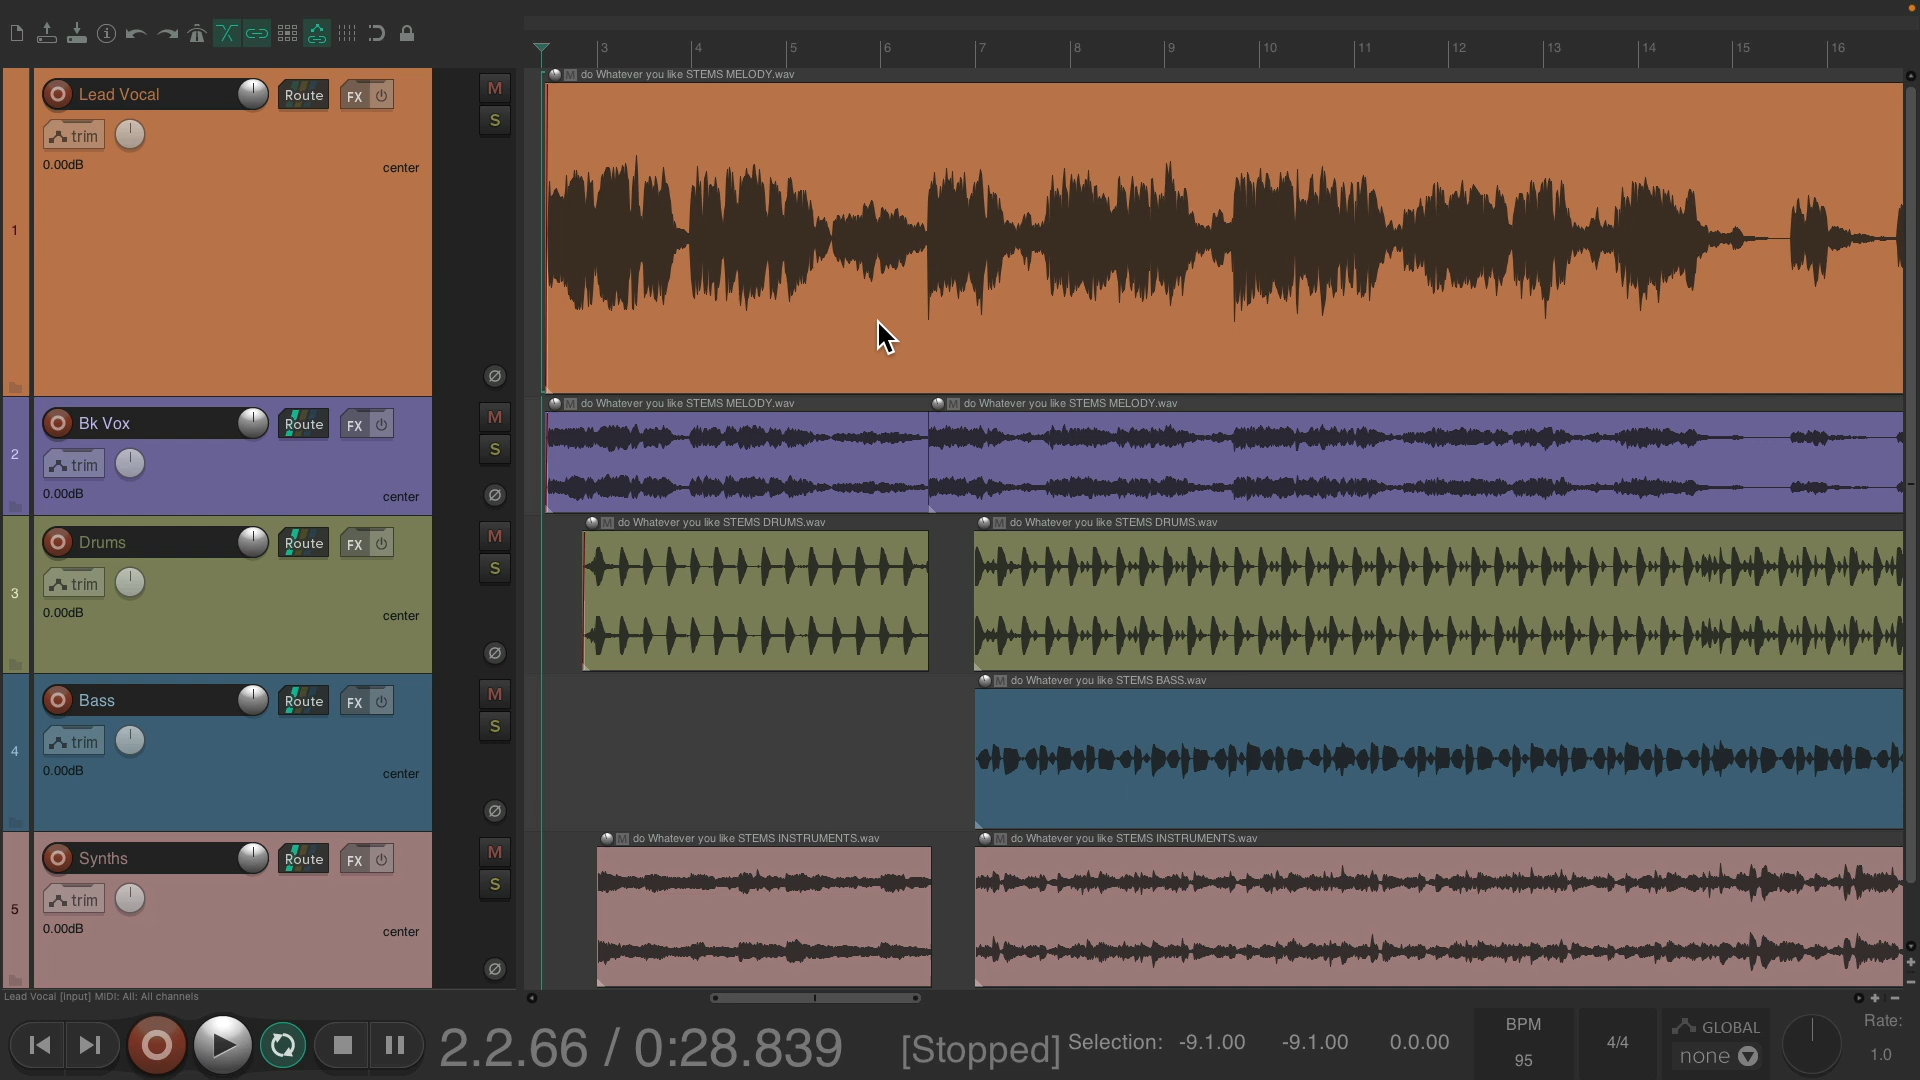 3 4 5 6 7 8 9 10 11 12 13 14 15 16
M do Whatever you like STEMS MELODY.wav
1
Lead Vocal
Route
FX
M
S
trim
0.00dB
center
Ø
M do Whatever you like STEMS MELODY.wav
M do Whatever you like STEMS MELODY.wav
2
Bk Vox
Route
FX
M
S
trim
0.00dB
center
Ø
M do Whatever you like STEMS DRUMS.wav
M do Whatever you like STEMS DRUMS.wav
3
Drums
Route
FX
M
S
trim
0.00dB
center
Ø
M do Whatever you like STEMS BASS.wav
4
Bass
Route
FX
M
S
trim
0.00dB
center
Ø
M do Whatever you like STEMS INSTRUMENTS.wav
M do Whatever you like STEMS INSTRUMENTS.wav
5
Synths
Route
FX
M
S
trim
0.00dB
center
Ø
Lead Vocal [input] MIDI: All: All channels
2.2.66 / 0:28.839
[Stopped]
Selection: -9.1.00 -9.1.00 0.0.00
BPM
95
4/4
GLOBAL
none
Rate:
1.0